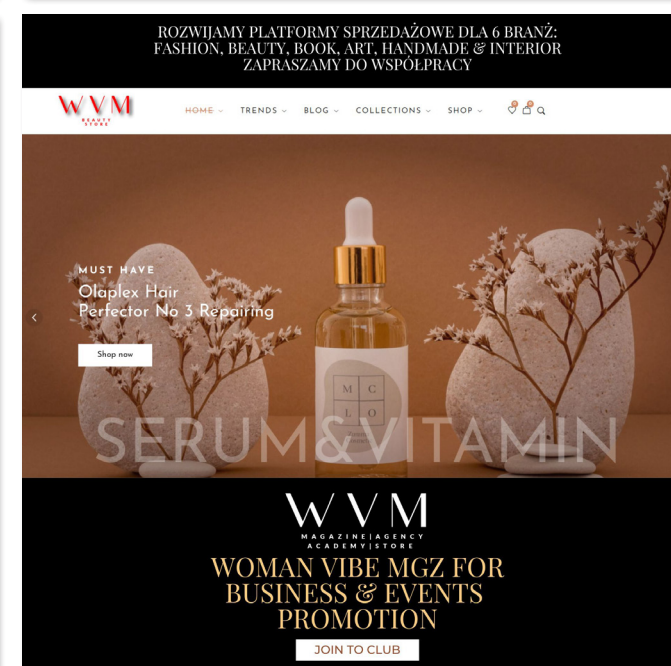 ROZWIJAMY PLATFORMY SPRZEDAŻOWE DLA 6 BRANŻ:
FASHION, BEAUTY, BOOK, ART, HANDMADE & INTERIOR
ZAPRASZAMY DO WSPÓŁPRACY
WVM
BEAUTY
STORE
HOME TRENDS BLOG COLLECTIONS SHOP
MUST HAVE
Olaplex Hair
Perfector No 3 Repairing
Shop now
M C
L O
SERUM&VITAMIN
WVM
MAGAZINE|AGENCY
ACADEMY|STORE
WOMAN VIBE MGZ FOR
BUSINESS & EVENTS
PROMOTION
JOIN TO CLUB